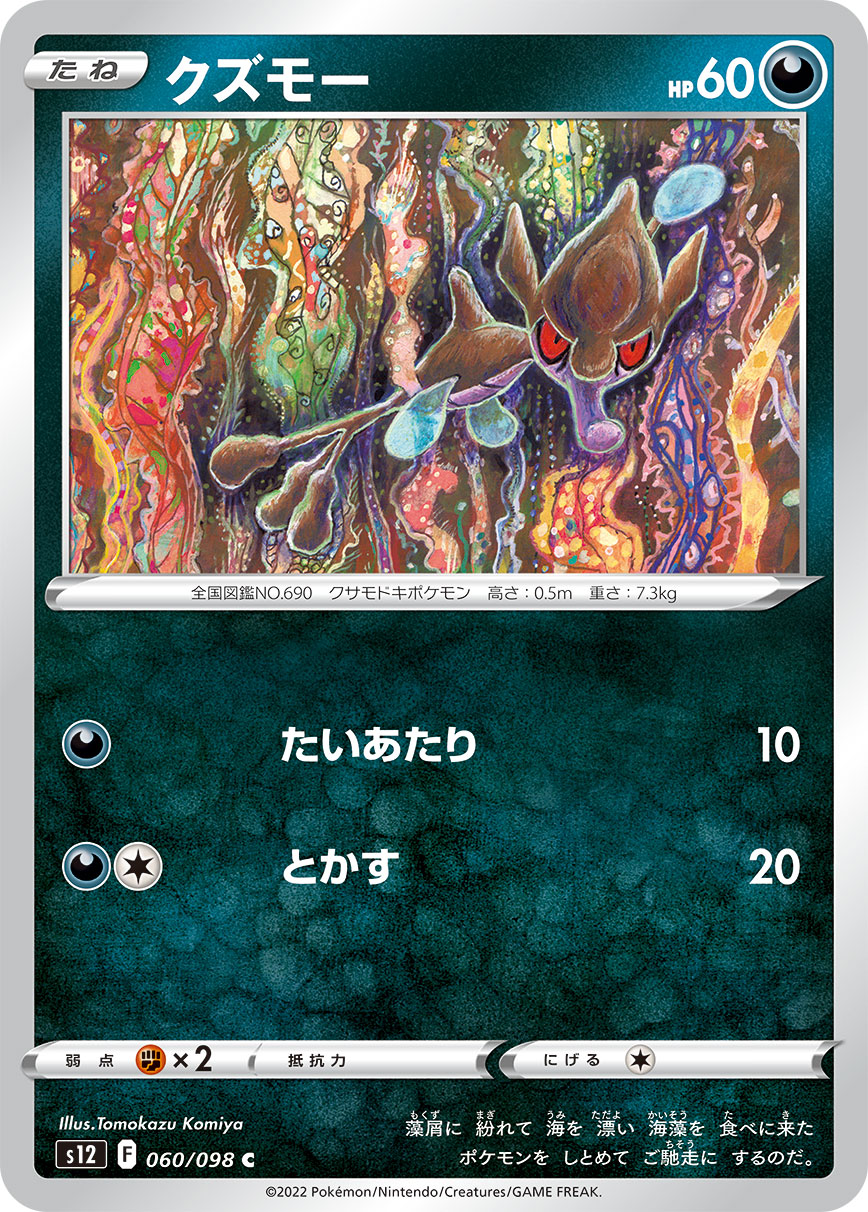 たね クズモー HP60
全国図鑑NO.690 クサモドキポケモン 高さ:0.5m 重さ:7.3kg
たいあたり 10
とかす 20
弱点 ×2 抵抗力 にげる
Illus.Tomokazu Komiya
藻屑に 紛れて 海を 漂い 海藻を 食べに来た
ポケモンを しとめて ご馳走に するのだ。
s12 F 060/098 C
©2022 Pokémon/Nintendo/Creatures/GAME FREAK.